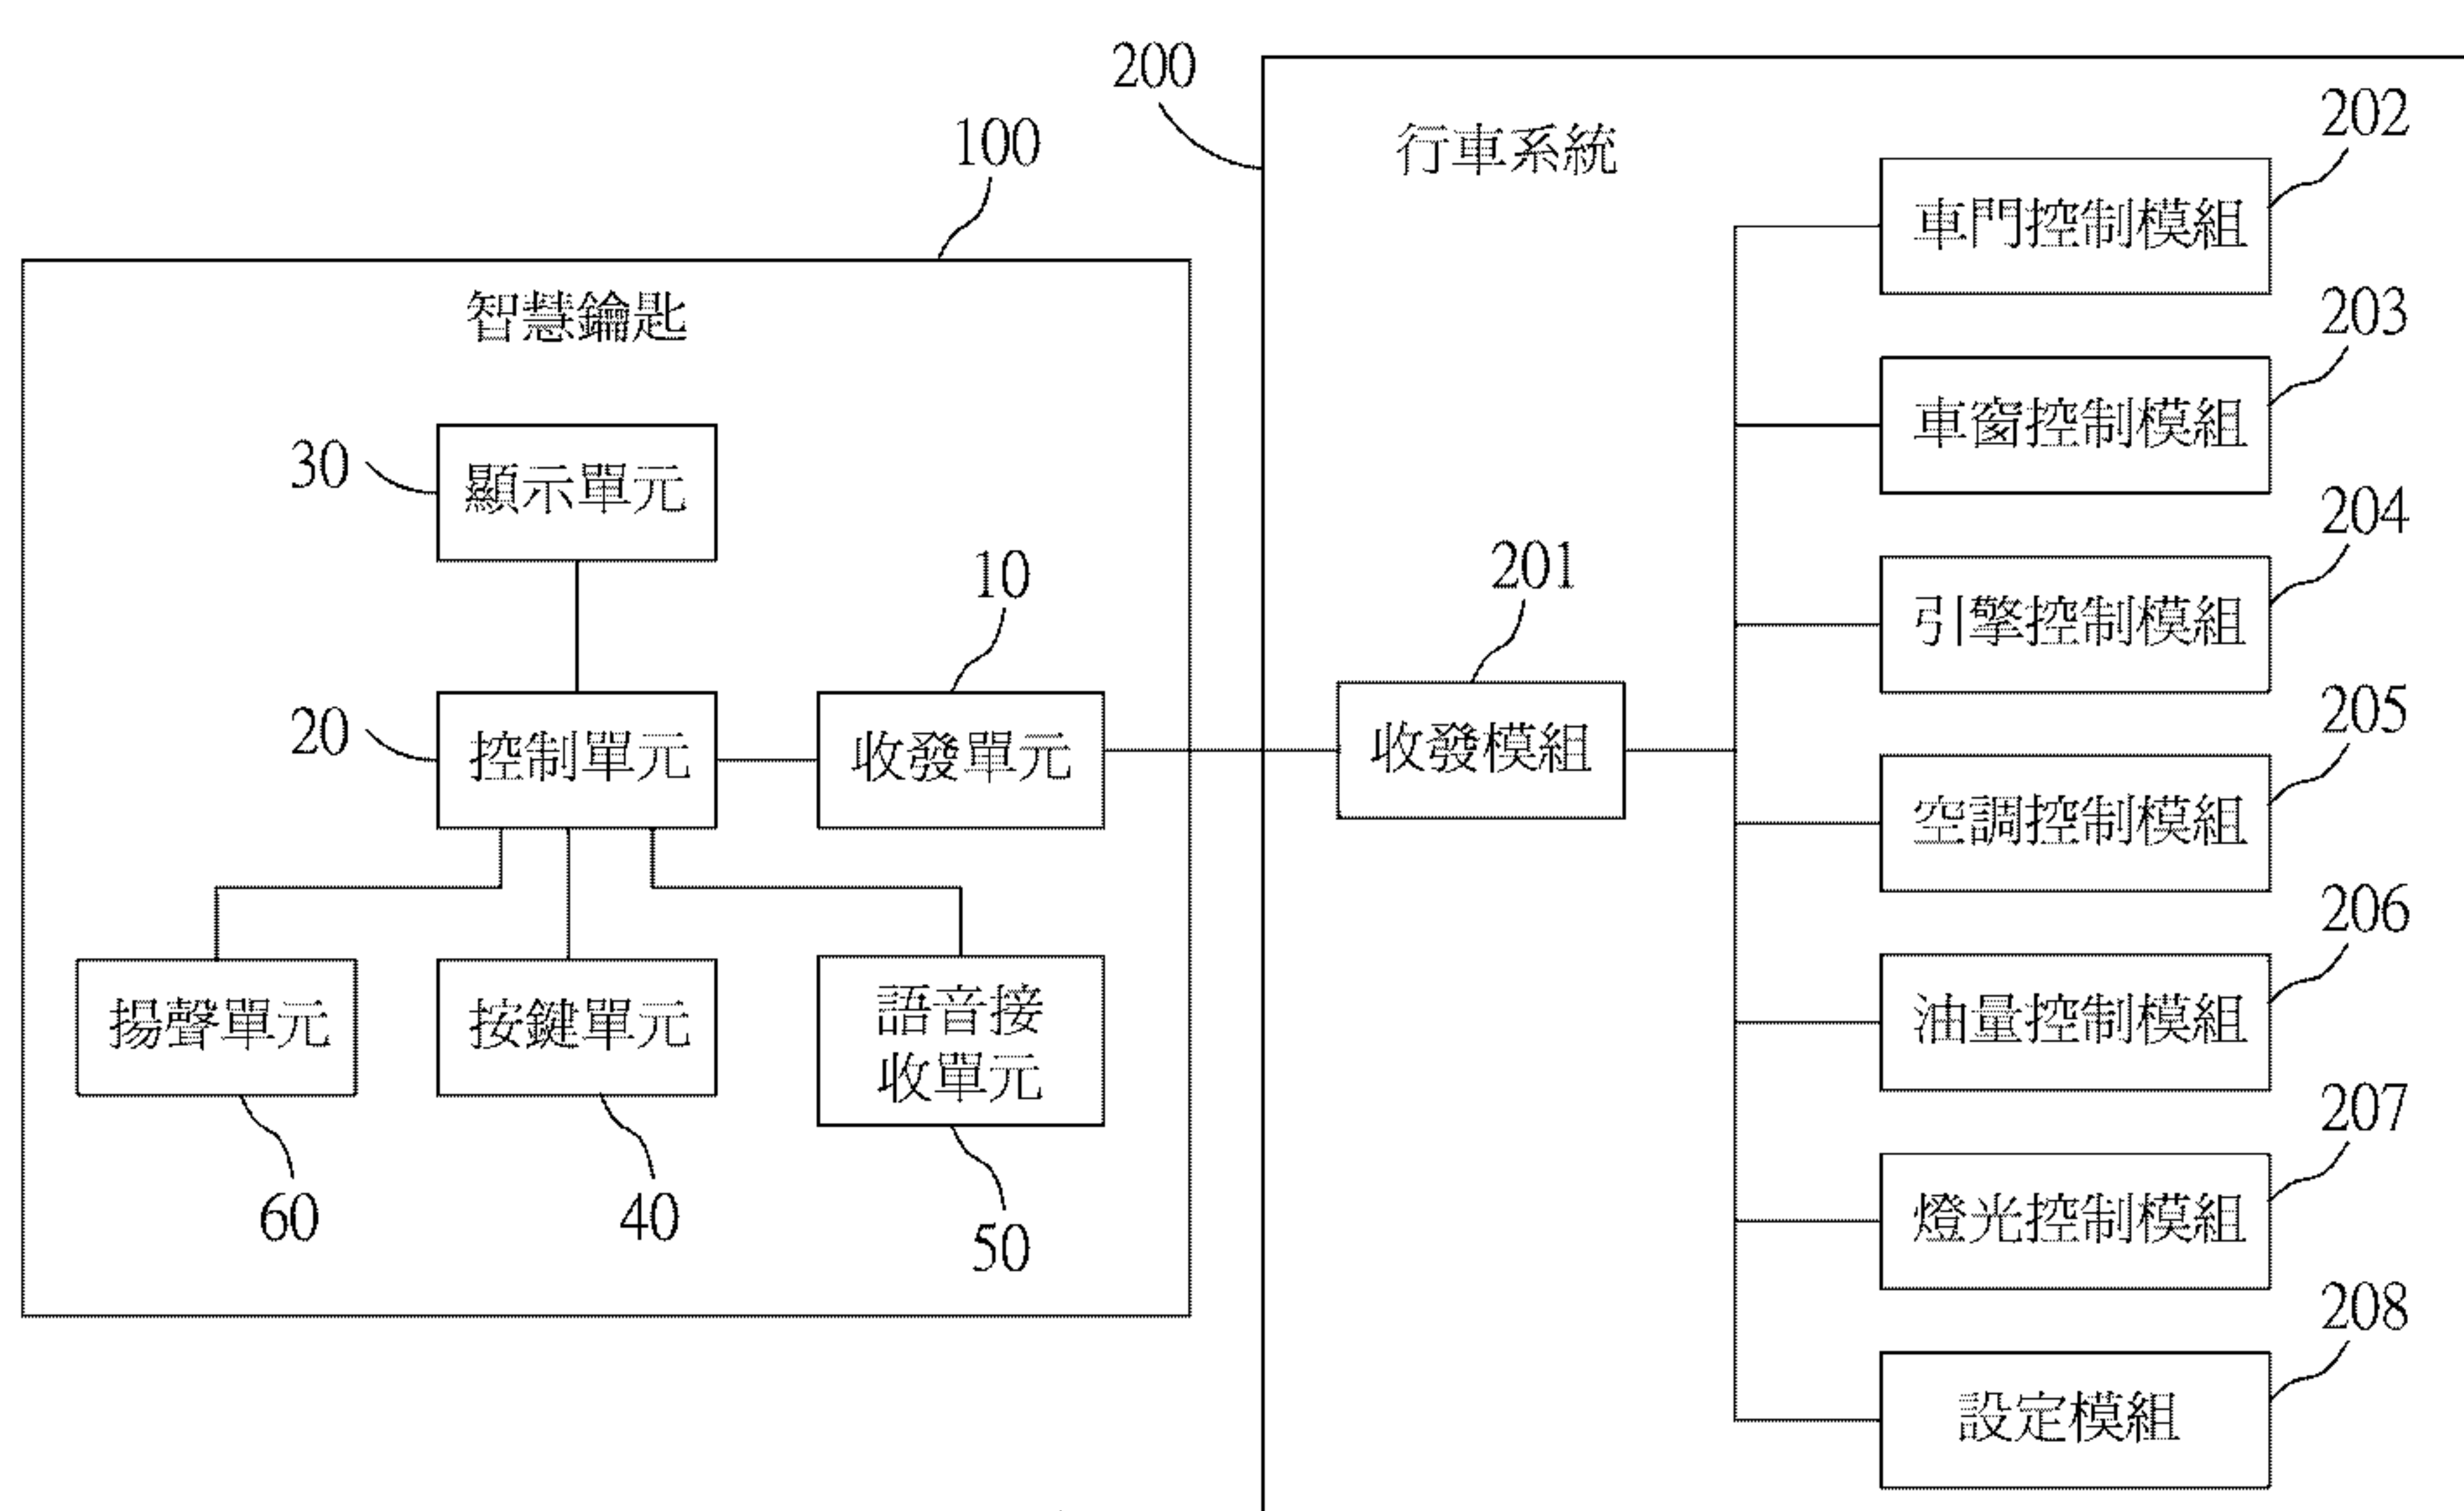 200
行車系統
202
100
車門控制模組
智慧鑰匙
203
車窗控制模組
30
顯示單元
204
10
201
引擎控制模組
20
控制單元
收發單元
收發模組
205
空調控制模組
206
揚聲單元
按鍵單元
語音接
收單元
油量控制模組
207
60
40
50
燈光控制模組
208
設定模組